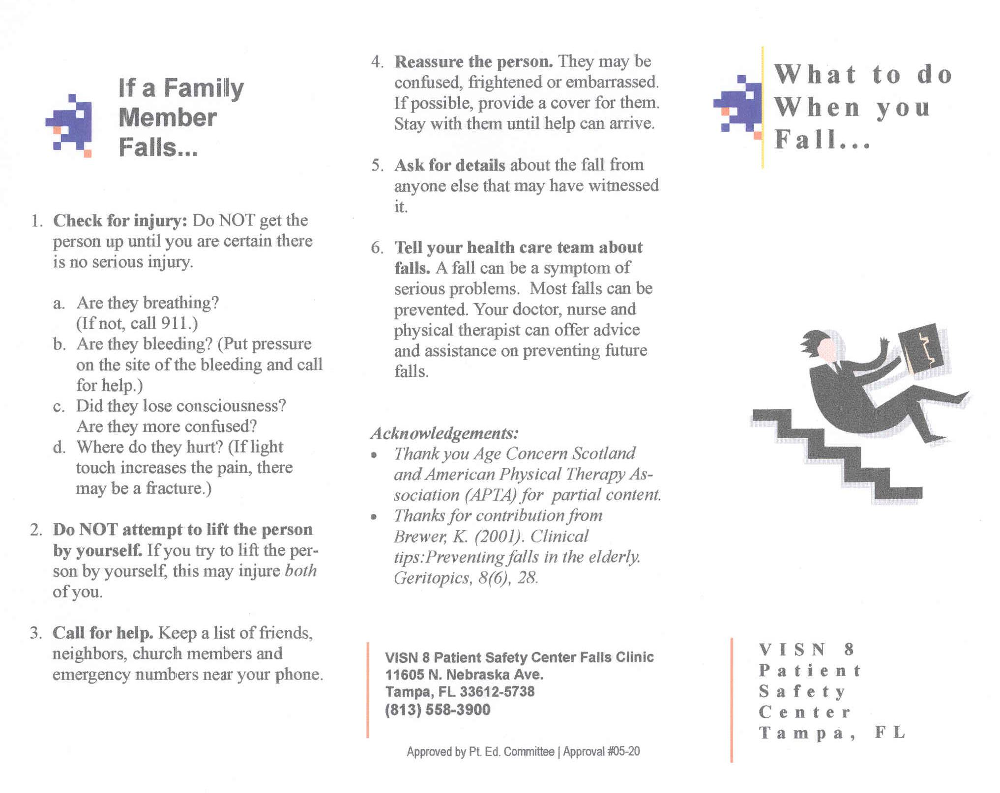 If a Family
Member
Falls...
1. Check for injury: Do NOT get the
person up until you are certain there
is no serious injury.
a. Are they breathing?
(If not, call 911.)
b. Are they bleeding? (Put pressure
on the site of the bleeding and call
for help.)
c. Did they lose consciousness?
Are they more confused?
d. Where do they hurt? (If light
touch increases the pain, there
may be a fracture.)
2. Do NOT attempt to lift the person
by yourself. If you try to lift the per-
son by yourself, this may injure both
of you.
3. Call for help. Keep a list of friends,
neighbors, church members and
emergency numbers near your phone.
4. Reassure the person. They may be
confused, frightened or embarrassed.
If possible, provide a cover for them.
Stay with them until help can arrive.
5. Ask for details about the fall from
anyone else that may have witnessed
it.
6. Tell your health care team about
falls. A fall can be a symptom of
serious problems. Most falls can be
prevented. Your doctor, nurse and
physical therapist can offer advice
and assistance on preventing future
falls.
Acknowledgements:
• Thank you Age Concern Scotland
and American Physical Therapy As-
sociation (APTA) for partial content.
• Thanks for contribution from
Brewer, K. (2001). Clinical
tips:Preventing falls in the elderly.
Geritopics, 8(6), 28.
VISN 8 Patient Safety Center Falls Clinic
11605 N. Nebraska Ave.
Tampa, FL 33612-5738
(813) 558-3900
Approved by Pt. Ed. Committee | Approval #05-20
What to do
When you
Fall...
VISN 8
Patient
Safety
Center
Tampa, FL